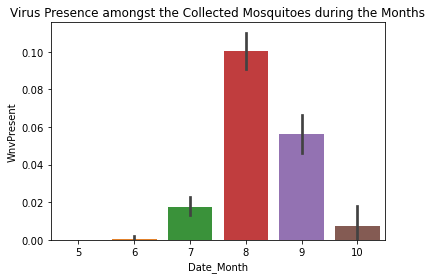 Virus Presence amongst the Collected Mosquitoes during the Months
0.10
0.08
0.06
0.04
0.02
0.00
WnvPresent
5 6 7 8 9 10
Date_Month